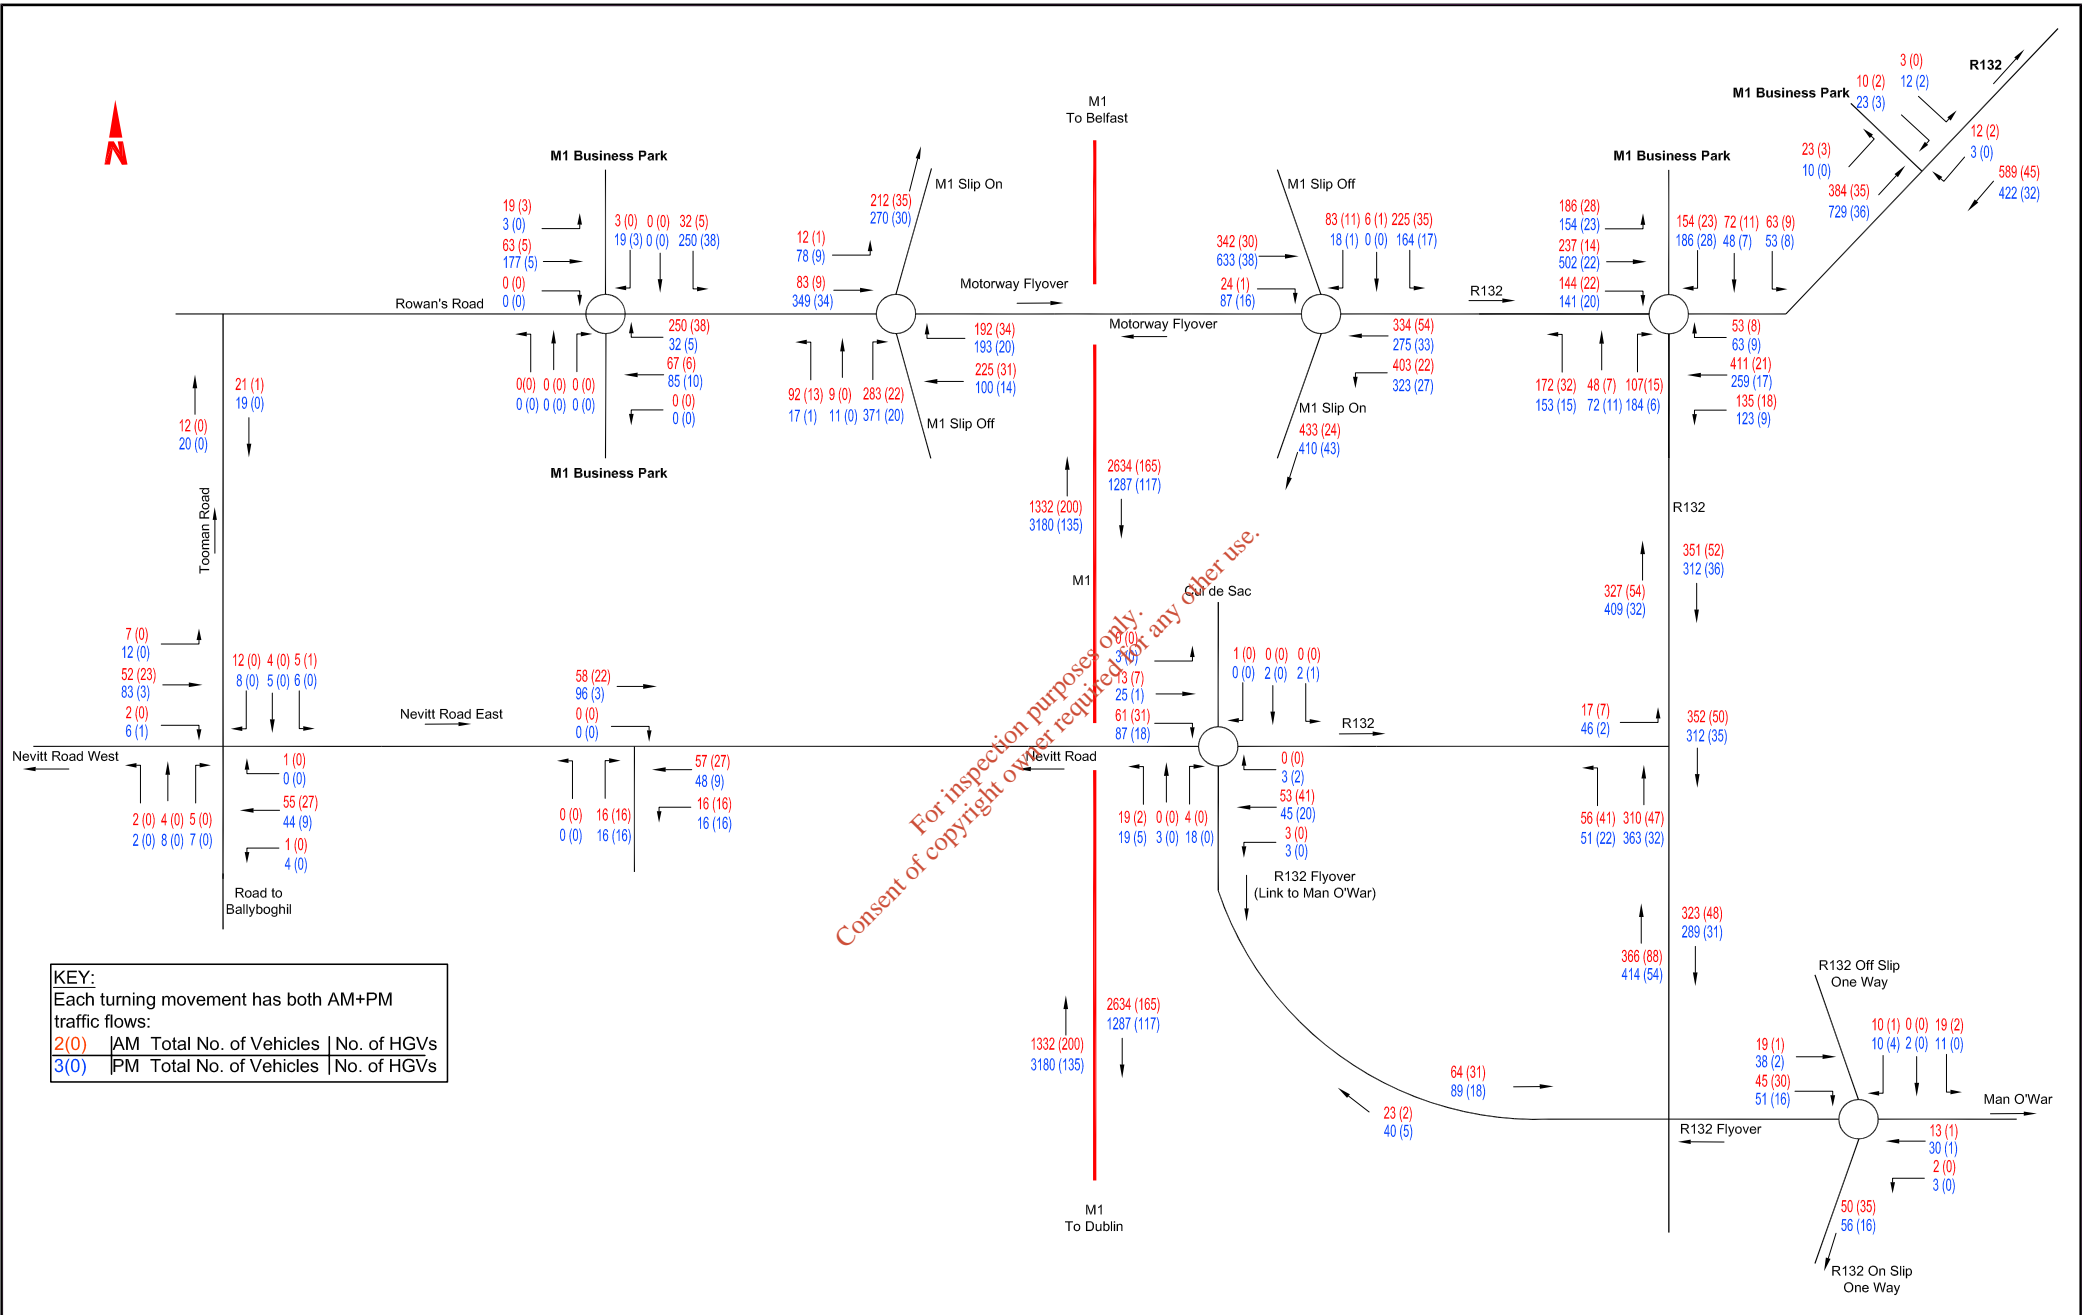 R132
3 (0)
12 (2)
10 (2)
23 (3)
M1 Business Park
12 (2)
3 (0)
23 (3)
10 (0)
589 (45)
422 (32)
384 (35)
729 (36)
N
M1
To Belfast
M1 Business Park
19 (3)
3 (0)
3 (0) 0 (0) 32 (5)
19 (3) 0 (0) 250 (38)
63 (5)
177 (5)
0 (0)
0 (0)
Rowan's Road
250 (38)
32 (5)
67 (6)
85 (10)
0(0) 0 (0) 0 (0)
0 (0) 0 (0) 0 (0)
0 (0)
0 (0)
M1 Business Park
M1 Slip On
212 (35)
270 (30)
12 (1)
78 (9)
83 (9)
349 (34)
Motorway Flyover
192 (34)
193 (20)
225 (31)
100 (14)
92 (13) 9 (0) 283 (22)
17 (1) 11 (0) 371 (20)
M1 Slip Off
Motorway Flyover
M1 Slip Off
342 (30)
633 (38)
83 (11) 6 (1) 225 (35)
18 (1) 0 (0) 164 (17)
24 (1)
87 (16)
R132
334 (54)
275 (33)
403 (22)
323 (27)
M1 Slip On
433 (24)
410 (43)
M1 Business Park
186 (28)
154 (23)
154 (23) 72 (11) 63 (9)
186 (28) 48 (7) 53 (8)
237 (14)
502 (22)
144 (22)
141 (20)
53 (8)
63 (9)
411 (21)
259 (17)
172 (32) 48 (7) 107(15)
153 (15) 72 (11) 184 (6)
135 (18)
123 (9)
R132
21 (1)
19 (0)
12 (0)
20 (0)
Tooman Road
2634 (165)
1287 (117)
1332 (200)
3180 (135)
M1
351 (52)
312 (36)
327 (54)
409 (32)
Cul de Sac
7 (0)
12 (0)
12 (0) 4 (0) 5 (1)
8 (0) 5 (0) 6 (0)
52 (23)
83 (3)
2 (0)
6 (1)
Nevitt Road West
Nevitt Road East
1 (0)
0 (0)
55 (27)
44 (9)
2 (0) 4 (0) 5 (0)
2 (0) 8 (0) 7 (0)
1 (0)
4 (0)
Road to
Ballyboghil
58 (22)
96 (3)
0 (0)
0 (0)
57 (27)
48 (9)
0 (0) 16 (16)
0 (0) 16 (16)
16 (16)
16 (16)
0 (0)
3 (0)
1 (0) 0 (0) 0 (0)
0 (0) 2 (0) 2 (1)
13 (7)
25 (1)
61 (31)
87 (18)
R132
Nevitt Road
0 (0)
3 (2)
53 (41)
45 (20)
19 (2) 0 (0) 4 (0)
19 (5) 3 (0) 18 (0)
3 (0)
3 (0)
R132 Flyover
(Link to Man O'War)
17 (7)
46 (2)
352 (50)
312 (35)
56 (41) 310 (47)
51 (22) 363 (32)
323 (48)
289 (31)
366 (88)
414 (54)
For inspection purposes only.
Consent of copyright owner required for any other use.
KEY:
Each turning movement has both AM+PM
traffic flows:
2(0) AM Total No. of Vehicles No. of HGVs
3(0) PM Total No. of Vehicles No. of HGVs
2634 (165)
1287 (117)
1332 (200)
3180 (135)
M1
To Dublin
64 (31)
89 (18)
23 (2)
40 (5)
R132 Off Slip
One Way
19 (1)
38 (2)
10 (1) 0 (0) 19 (2)
10 (4) 2 (0) 11 (0)
45 (30)
51 (16)
Man O'War
R132 Flyover
13 (1)
30 (1)
2 (0)
3 (0)
50 (35)
56 (16)
R132 On Slip
One Way